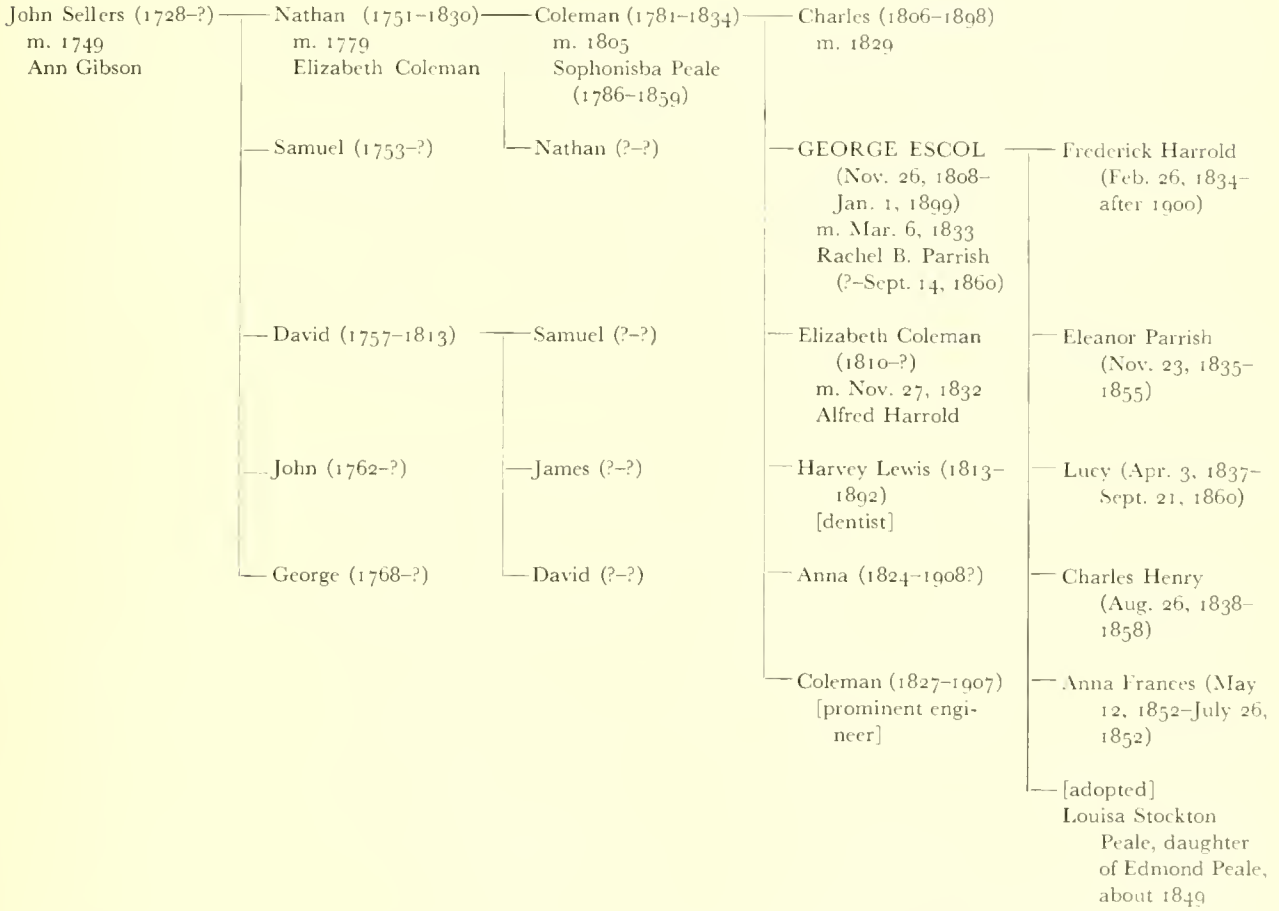 John Sellers (1728–?)
m. 1749
Ann Gibson
Nathan (1751–1830)
m. 1779
Elizabeth Coleman
Samuel (1753–?)
David (1757–1813)
John (1762–?)
George (1768–?)
Coleman (1781–1834)
m. 1805
Sophonisba Peale
(1786–1859)
Nathan (?–?)
Samuel (?–?)
James (?–?)
David (?–?)
Charles (1806–1898)
m. 1829
GEORGE ESCOL
(Nov. 26, 1808–
Jan. 1, 1899)
m. Mar. 6, 1833
Rachel B. Parrish
(?–Sept. 14, 1860)
Elizabeth Coleman
(1810–?)
m. Nov. 27, 1832
Alfred Harrold
Harvey Lewis (1813–
1892)
[dentist]
Anna (1824–1908?)
Coleman (1827–1907)
[prominent engi-
neer]
Frederick Harrold
(Feb. 26, 1834–
after 1900)
Eleanor Parrish
(Nov. 23, 1835–
1855)
Lucy (Apr. 3, 1837–
Sept. 21, 1860)
Charles Henry
(Aug. 26, 1838–
1858)
Anna Frances (May
12, 1852–July 26,
1852)
[adopted]
Louisa Stockton
Peale, daughter
of Edmond Peale,
about 1849